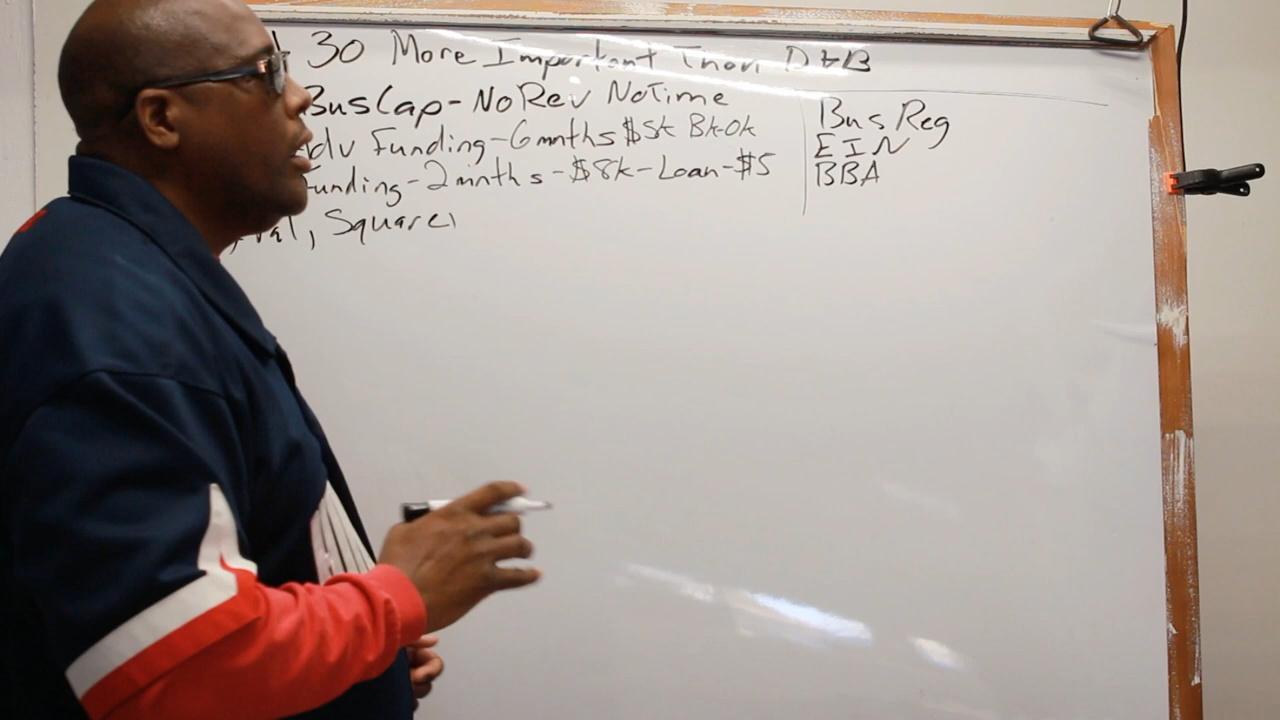 30 More Important Than D&B
BusCap-NoRev NoTime
Adv Funding-6mnths $5k Bk-Ok
Funding-2mnths-$8k-Loan-$5
Square,
Bus Reg
EIN
BBA